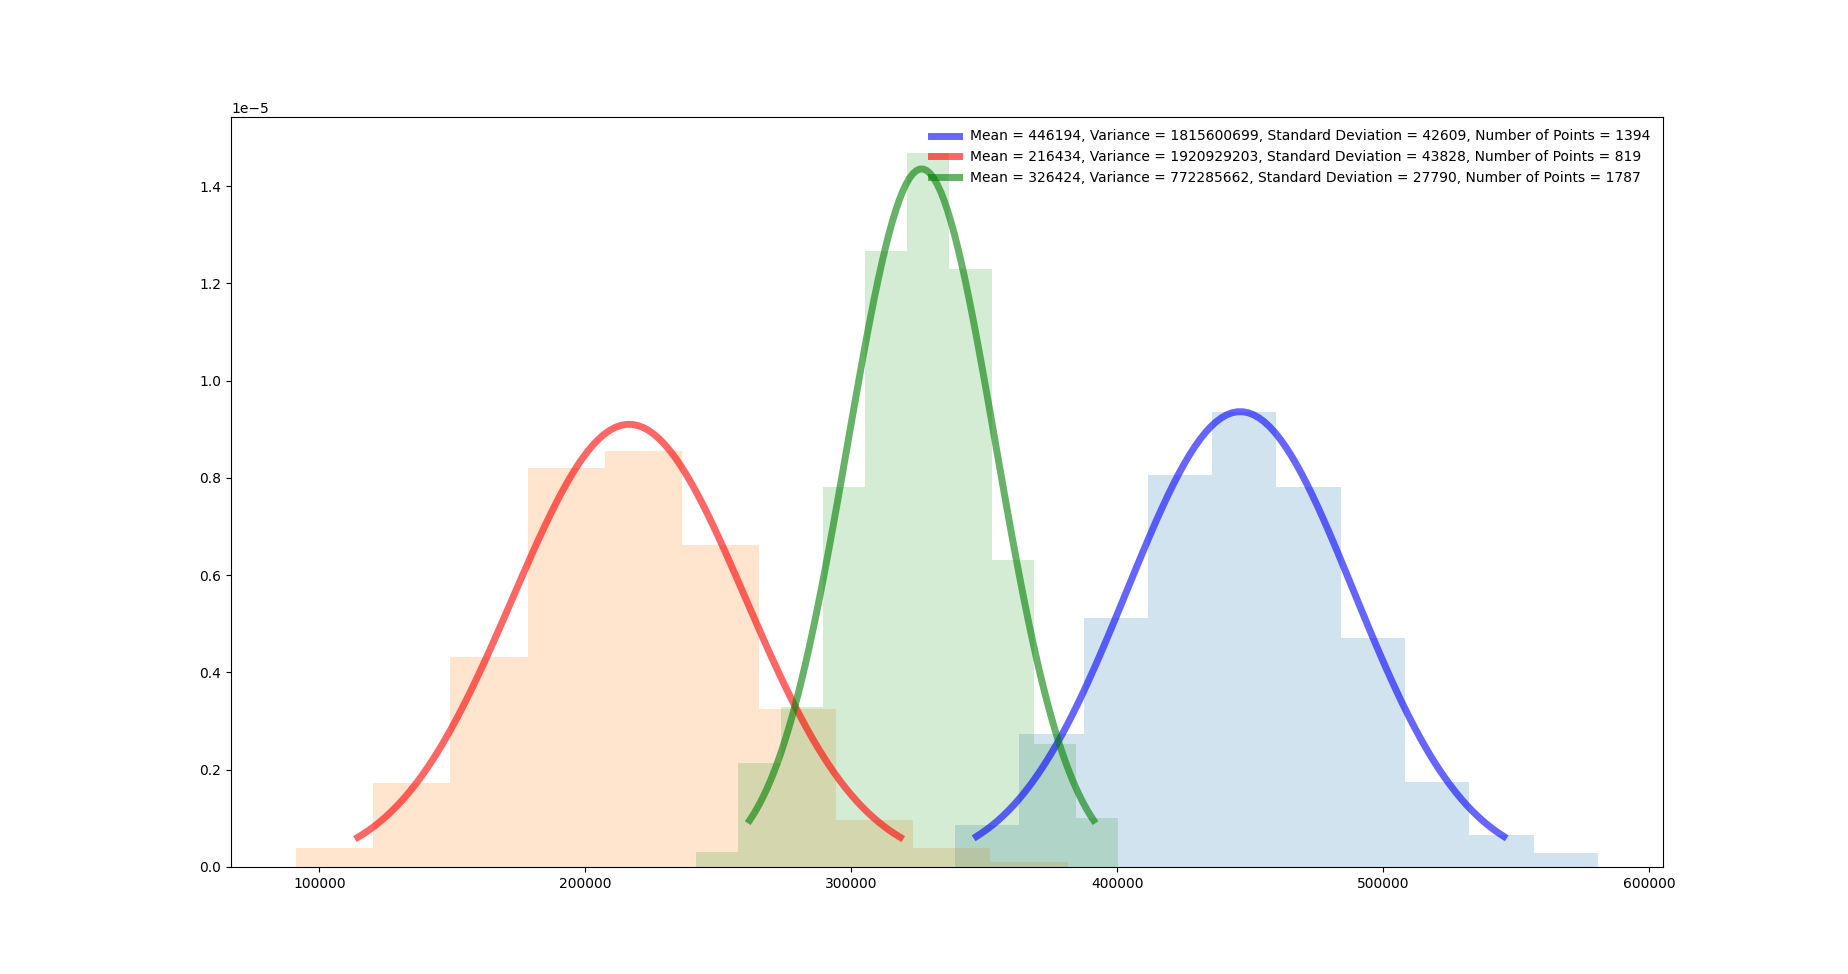 1e−5
Mean = 446194, Variance = 1815600699, Standard Deviation = 42609, Number of Points = 1394
Mean = 216434, Variance = 1920929203, Standard Deviation = 43828, Number of Points = 819
Mean = 326424, Variance = 772285662, Standard Deviation = 27790, Number of Points = 1787
1.4
1.2
1.0
0.8
0.6
0.4
0.2
0.0
100000 200000 300000 400000 500000 600000